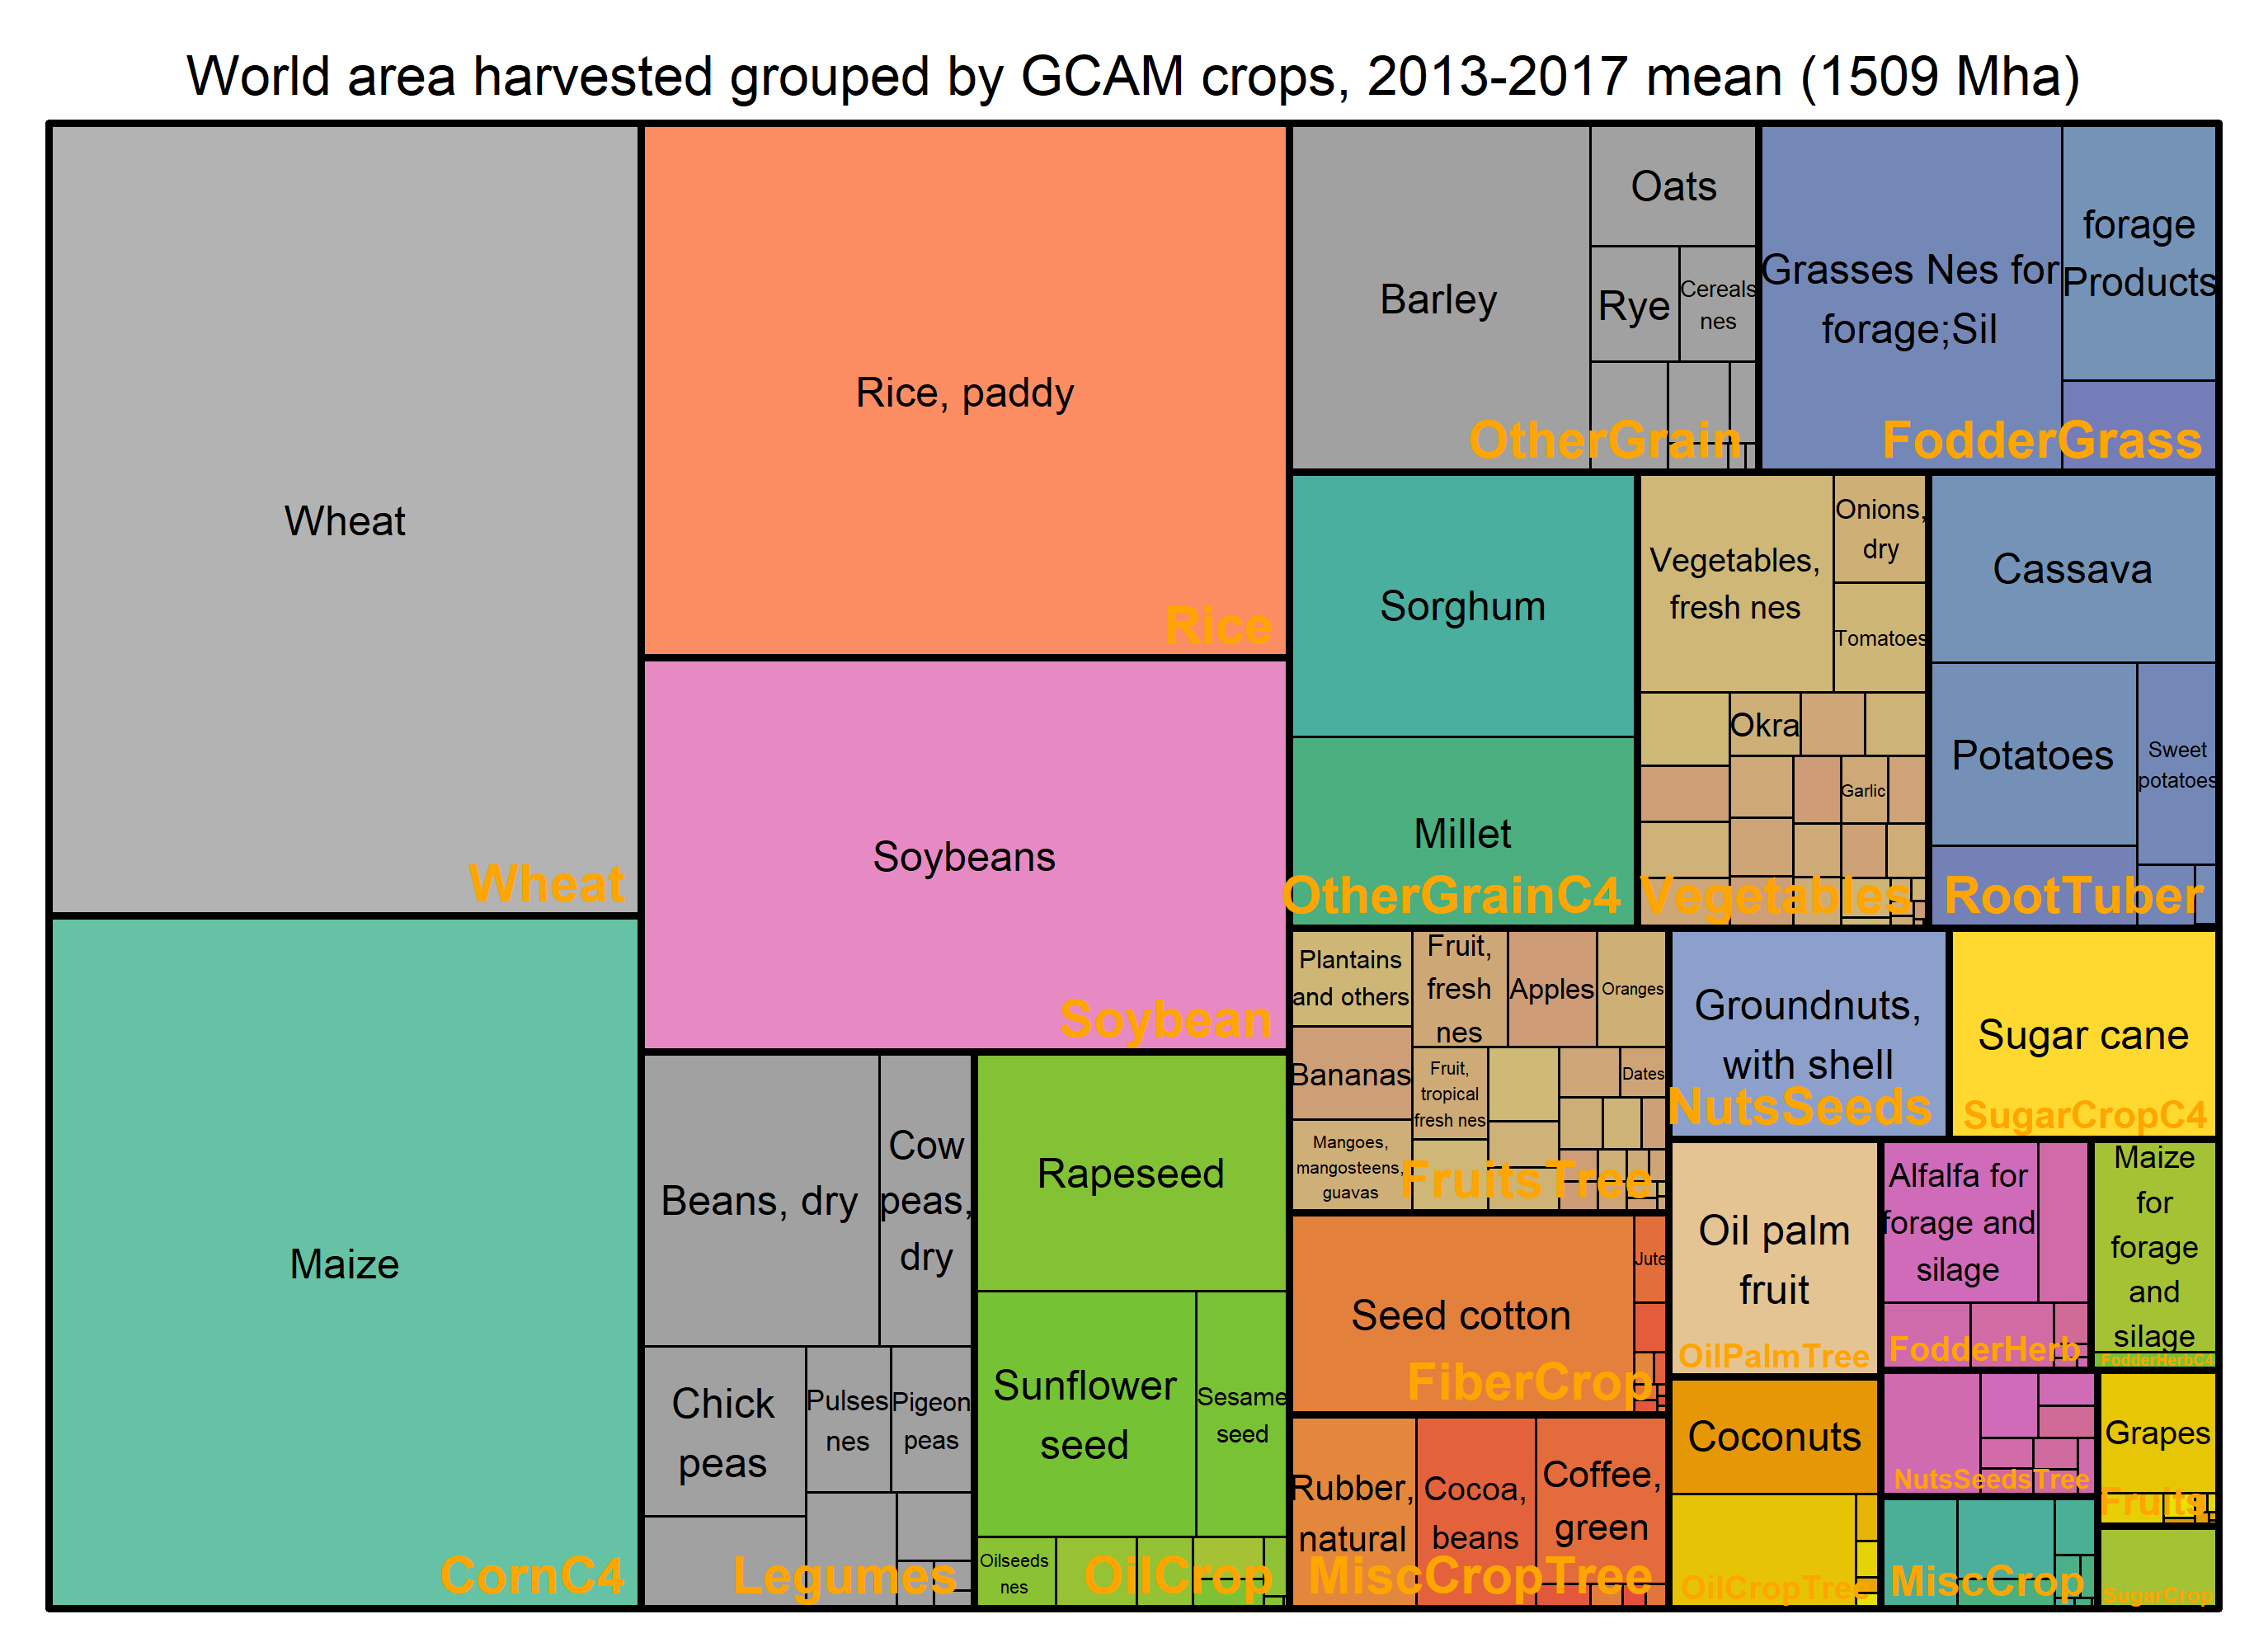 World area harvested grouped by GCAM crops, 2013-2017 mean (1509 Mha)
Wheat
Wheat
Maize
CornC4
Rice, paddy
Rice
Soybeans
Soybean
Beans, dry
Cow
peas,
dry
Chick
peas
Pulses
nes
Pigeon
peas
Legumes
Rapeseed
Sunflower
seed
Sesame
seed
Oilseeds
nes
OilCrop
Barley
Oats
Rye
Cereals
nes
OtherGrain
Grasses Nes for
forage;Sil
forage
Products
FodderGrass
Sorghum
Millet
OtherGrainC4
Vegetables,
fresh nes
Onions,
dry
Tomatoes
Okra
Garlic
Vegetables
Cassava
Potatoes
Sweet
potatoes
RootTuber
Plantains
and others
Bananas
Mangoes,
mangosteens,
guavas
Fruit,
fresh
nes
Apples
Oranges
Fruit,
tropical
fresh nes
Dates
FruitsTree
Groundnuts,
with shell
NutsSeeds
Sugar cane
SugarCropC4
Seed cotton
Jute
FiberCrop
Rubber,
natural
Cocoa,
beans
Coffee,
green
MiscCropTree
Oil palm
fruit
OilPalmTree
Coconuts
OilCropTree
Alfalfa for
forage and
silage
FodderHerb
Maize
for
forage
and
silage
FodderHerbC4
NutsSeedsTree
Grapes
Fruits
MiscCrop
SugarCrop